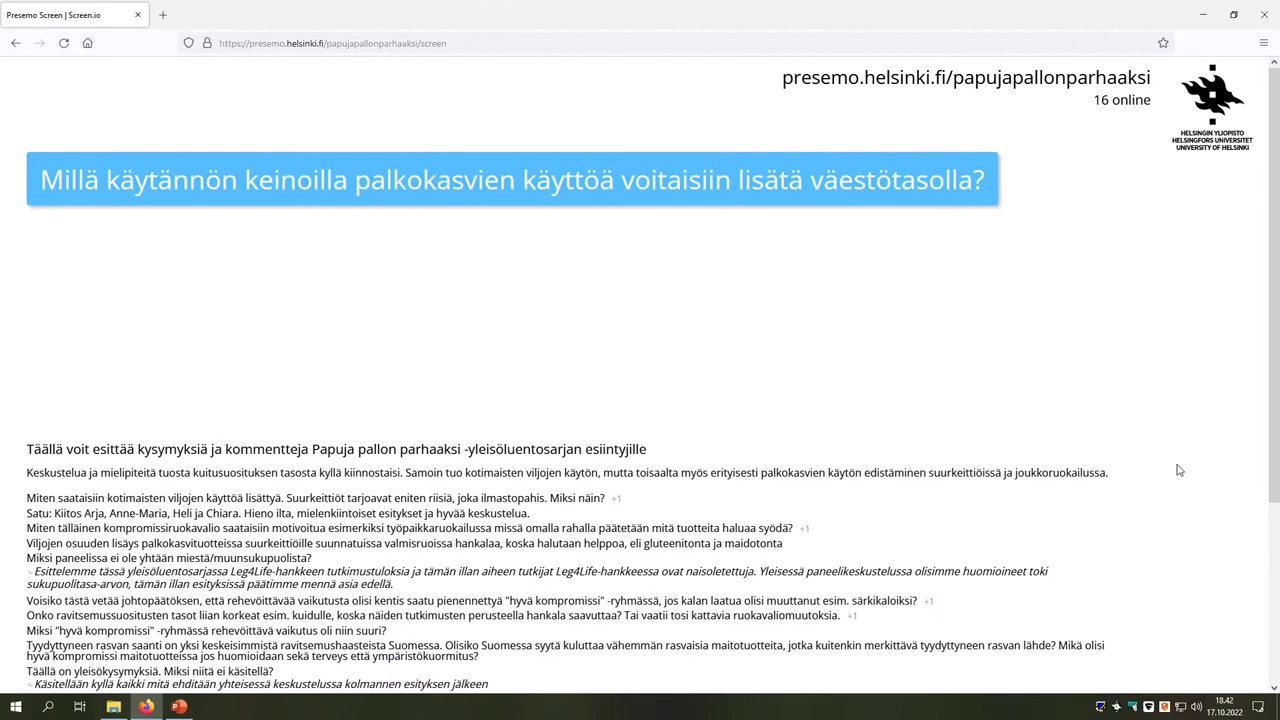 Presemo Screen | Screen.io
https://presemo.helsinki.fi/papujapallonparhaaksi/screen
presemo.helsinki.fi/papujapallonparhaaksi
16 online
HELSINGIN YLIOPISTO
HELSINGFORS UNIVERSITET
UNIVERSITY OF HELSINKI
Millä käytännön keinoilla palkokasvien käyttöä voitaisiin lisätä väestötasolla?
Täällä voit esittää kysymyksiä ja kommentteja Papuja pallon parhaaksi -yleisöluentosarjan esiintyjille
Keskustelua ja mielipiteitä tuosta kuitusuosituksen tasosta kyllä kiinnostaisi. Samoin tuo kotimaisten viljojen käytön, mutta toisaalta myös erityisesti palkokasvien käytön edistäminen suurkeittiöissä ja joukkoruokailussa.
Miten saataisiin kotimaisten viljojen käyttöä lisättyä. Suurkeittiöt tarjoavat eniten riisiä, joka ilmastopahis. Miksi näin? +1
Satu: Kiitos Arja, Anne-Maria, Heli ja Chiara. Hieno ilta, mielenkiintoiset esitykset ja hyvää keskustelua.
Miten tälläinen kompromissiruokavalio saataisiin motivoitua esimerkiksi työpaikkaruokailussa missä omalla rahalla päätetään mitä tuotteita haluaa syödä? +1
Viljojen osuuden lisäys palkokasvituotteissa suurkeittiöille suunnatuissa valmisruoissa hankalaa, koska halutaan helppoa, eli gluteenitonta ja maidotonta
Miksi paneelissa ei ole yhtään miestä/muunsukupuolista?
Esittelemme tässä yleisöluentosarjassa Leg4Life-hankkeen tutkimustuloksia ja tämän illan aiheen tutkijat Leg4Life-hankkeessa ovat naisoletettuja. Yleisessä paneelikeskustelussa olisimme huomioineet toki
sukupuolitasa-arvon, tämän illan esityksissä päätimme mennä asia edellä.
Voisiko tästä vetää johtopäätöksen, että rehevöittävää vaikutusta olisi kentis saatu pienennettyä "hyvä kompromissi" -ryhmässä, jos kalan laatua olisi muuttanut esim. särkikaloiksi? +1
Onko ravitsemussuositusten tasot liian korkeat esim. kuidulle, koska näiden tutkimusten perusteella hankala saavuttaa? Tai vaatii tosi kattavia ruokavaliomuutoksia. +1
Miksi "hyvä kompromissi" -ryhmässä rehevöittävä vaikutus oli niin suuri?
Tyydyttyneen rasvan saanti on yksi keskeisimmistä ravitsemushaasteista Suomessa. Olisiko Suomessa syytä kuluttaa vähemmän rasvaisia maitotuotteita, jotka kuitenkin merkittävä tyydyttyneen rasvan lähde? Mikä olisi
hyvä kompromissi maitotuotteissa jos huomioidaan sekä terveys että ympäristökuormitus?
Täällä on yleisökysymyksiä. Miksi niitä ei käsitellä?
Käsitellään kyllä kaikki mitä ehditään yhteisessä keskustelussa kolmannen esityksen jälkeen
18.42
17.10.2022